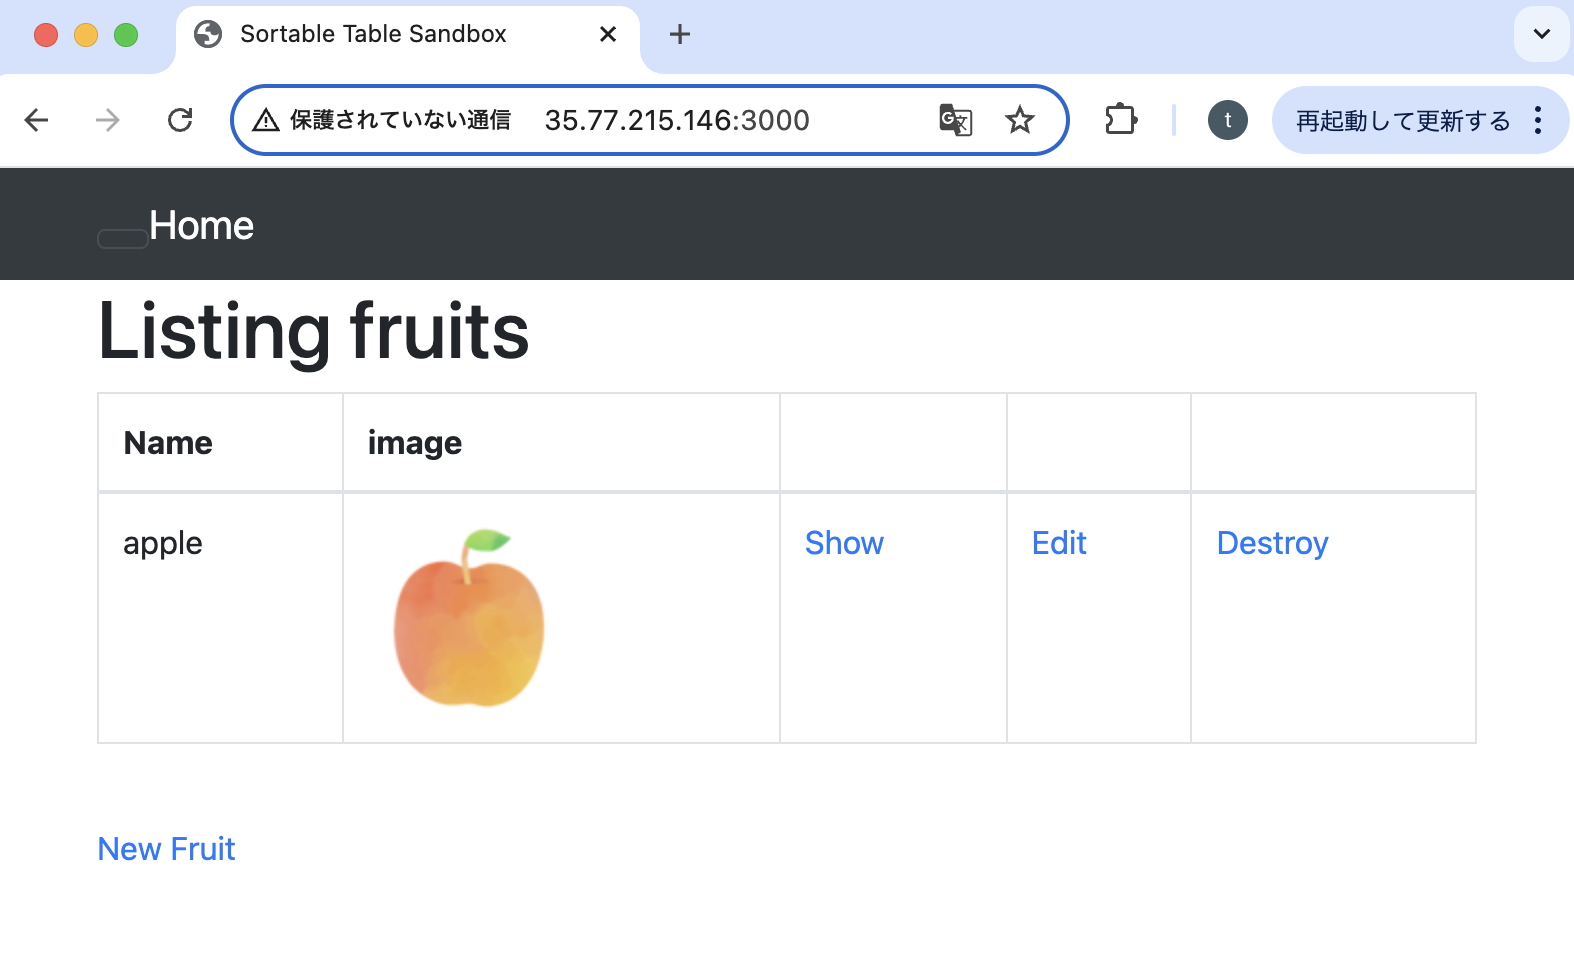 Sortable Table Sandbox
保護されていない通信 35.77.215.146:3000
t
再起動して更新する
Home
Listing fruits
Name image
apple Show Edit Destroy
New Fruit